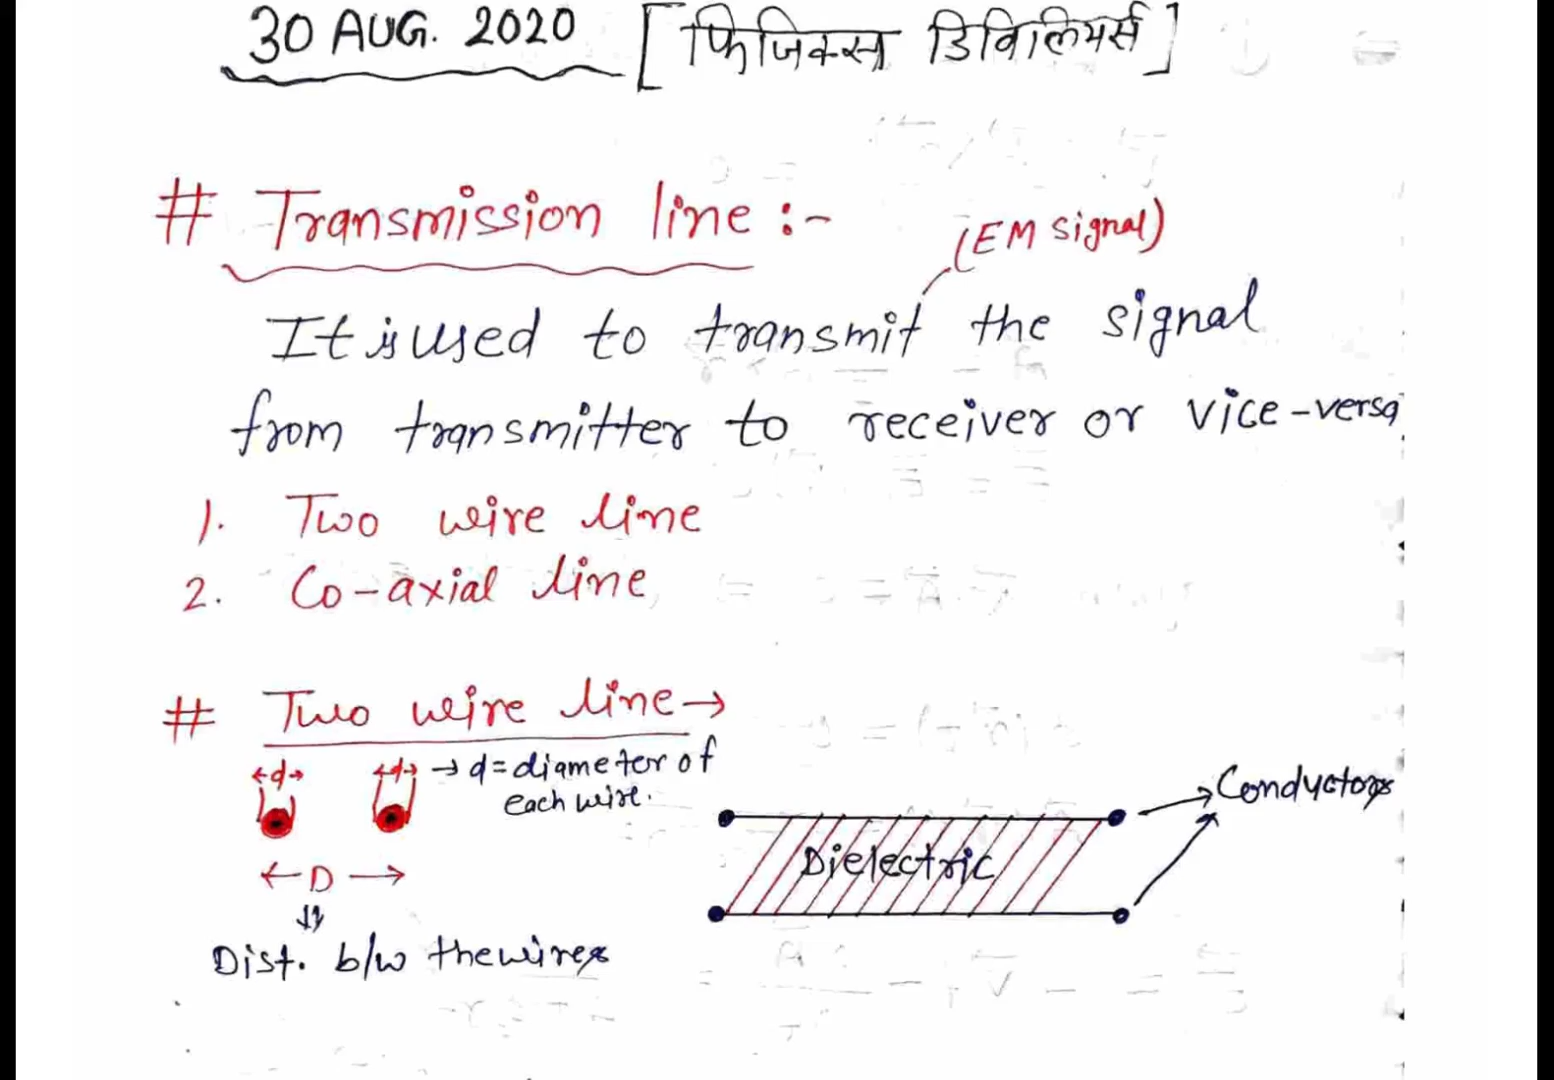 30 AUG. 2020 [फिजिक्स डिविलियर्स]
# Transmission line :-
(EM signal)
It is used to transmit the signal
from transmitter to receiver or vice-versa
1. Two wire line
2. Co-axial line
# Two wire line →
←d→ ←d→ → d = diameter of
each wire.
→ Conductors
Dielectric
← D →
⇓
Dist. b/w the wires